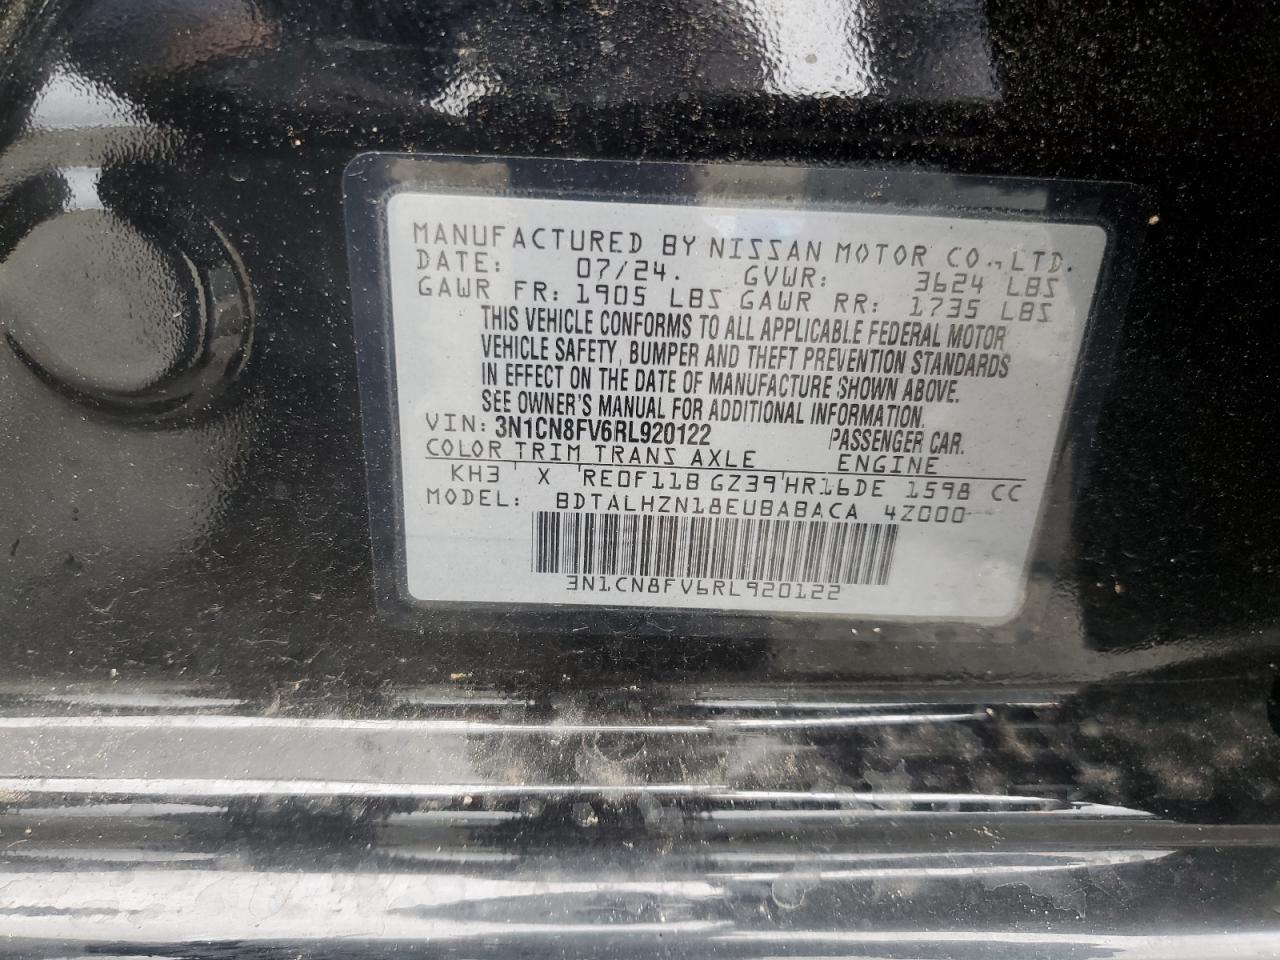 MANUFACTURED BY NISSAN MOTOR CO.,LTD.
DATE: 07/24. GVWR: 3624 LBS
GAWR FR: 1905 LBS GAWR RR: 1735 LBS
THIS VEHICLE CONFORMS TO ALL APPLICABLE FEDERAL MOTOR
VEHICLE SAFETY, BUMPER AND THEFT PREVENTION STANDARDS
IN EFFECT ON THE DATE OF MANUFACTURE SHOWN ABOVE.
SEE OWNER'S MANUAL FOR ADDITIONAL INFORMATION.
VIN: 3N1CN8FV6RL920122 PASSENGER CAR.
COLOR TRIM TRANS AXLE ENGINE
KH3 X RE0F11B GZ39 HR16DE 1598 CC
MODEL: BDTALHZN18EUBABACA 4Z000
3N1CN8FV6RL920122